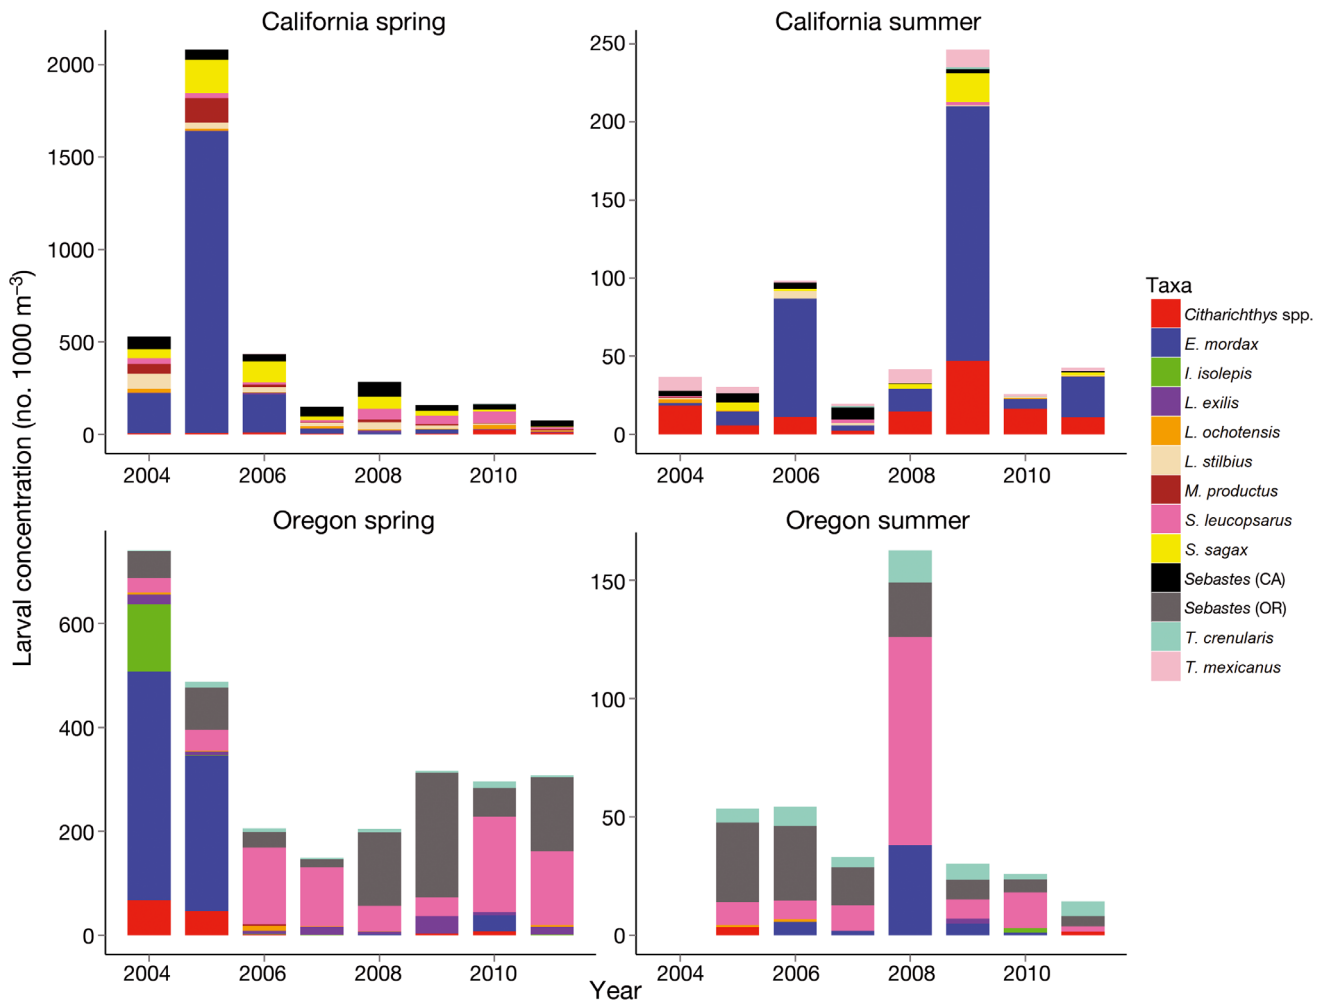 California spring
California summer
2000
1500
1000
500
0
2004
2006
2008
2010
250
200
150
100
50
0
2004
2006
2008
2010
Oregon spring
Oregon summer
600
400
200
0
2004
2006
2008
2010
150
100
50
0
2004
2006
2008
2010
Larval concentration (no. 1000 m⁻³)
Year
Taxa
Citharichthys spp.
E. mordax
I. isolepis
L. exilis
L. ochotensis
L. stilbius
M. productus
S. leucopsarus
S. sagax
Sebastes (CA)
Sebastes (OR)
T. crenularis
T. mexicanus